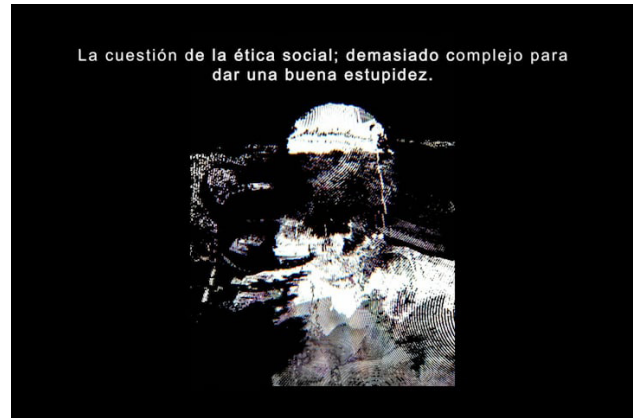 La cuestión de la ética social; demasiado complejo para
dar una buena estupidez.